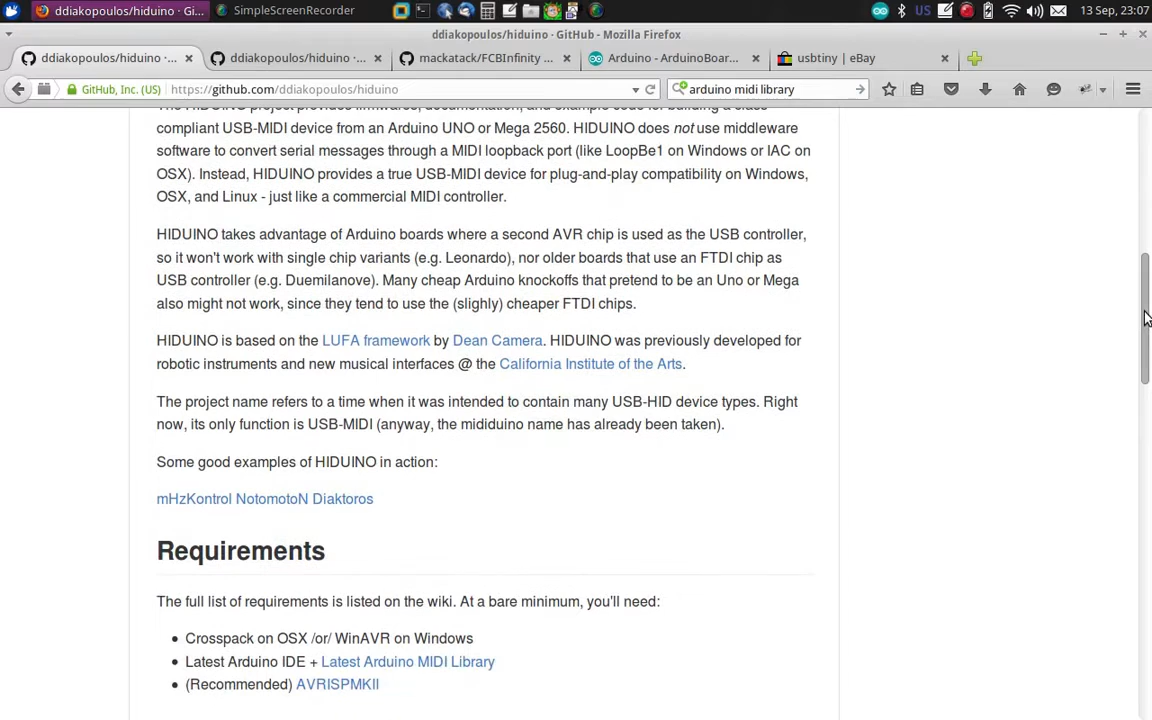 ddiakopoulos/hiduino · Gi...
SimpleScreenRecorder
US
13 Sep, 23:07
ddiakopoulos/hiduino · GitHub - Mozilla Firefox
ddiakopoulos/hiduino ·...
ddiakopoulos/hiduino ·...
mackatack/FCBInfinity ...
Arduino - ArduinoBoar...
usbtiny | eBay
GitHub, Inc. (US)
https://github.com/ddiakopoulos/hiduino
arduino midi library
The HIDUINO project provides firmwares, documentation, and example code for building a class-
compliant USB-MIDI device from an Arduino UNO or Mega 2560. HIDUINO does not use middleware
software to convert serial messages through a MIDI loopback port (like LoopBe1 on Windows or IAC on
OSX). Instead, HIDUINO provides a true USB-MIDI device for plug-and-play compatibility on Windows,
OSX, and Linux - just like a commercial MIDI controller.
HIDUINO takes advantage of Arduino boards where a second AVR chip is used as the USB controller,
so it won't work with single chip variants (e.g. Leonardo), nor older boards that use an FTDI chip as
USB controller (e.g. Duemilanove). Many cheap Arduino knockoffs that pretend to be an Uno or Mega
also might not work, since they tend to use the (slighly) cheaper FTDI chips.
HIDUINO is based on the LUFA framework by Dean Camera. HIDUINO was previously developed for
robotic instruments and new musical interfaces @ the California Institute of the Arts.
The project name refers to a time when it was intended to contain many USB-HID device types. Right
now, its only function is USB-MIDI (anyway, the mididuino name has already been taken).
Some good examples of HIDUINO in action:
mHzKontrol NotomotoN Diaktoros
Requirements
The full list of requirements is listed on the wiki. At a bare minimum, you'll need:
• Crosspack on OSX /or/ WinAVR on Windows
• Latest Arduino IDE + Latest Arduino MIDI Library
• (Recommended) AVRISPMKII